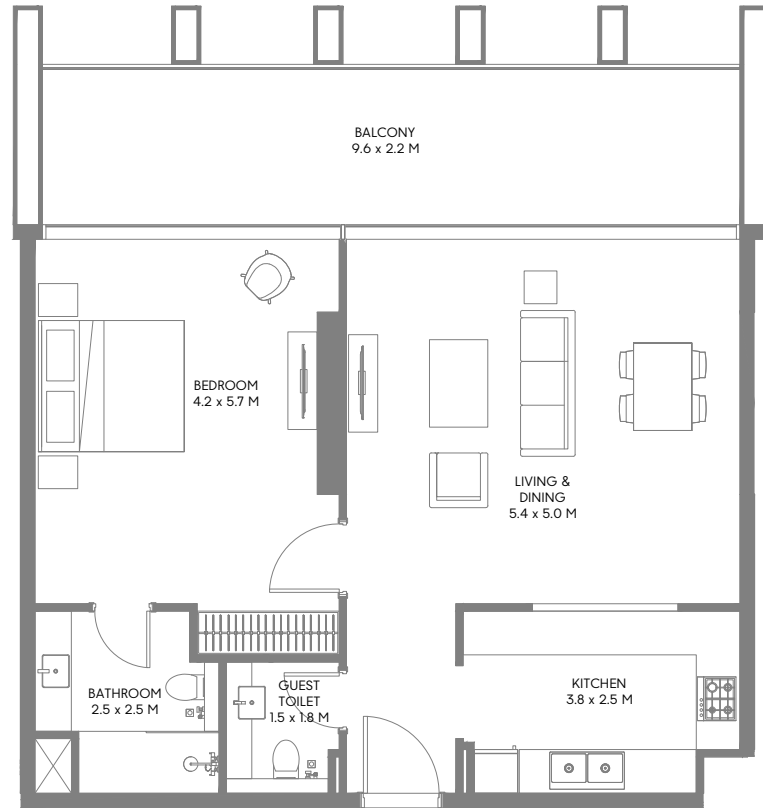 BALCONY
9.6 x 2.2 M
BEDROOM
4.2 x 5.7 M
LIVING &
DINING
5.4 x 5.0 M
BATHROOM
2.5 x 2.5 M
GUEST
TOILET
1.5 x 1.8 M
KITCHEN
3.8 x 2.5 M